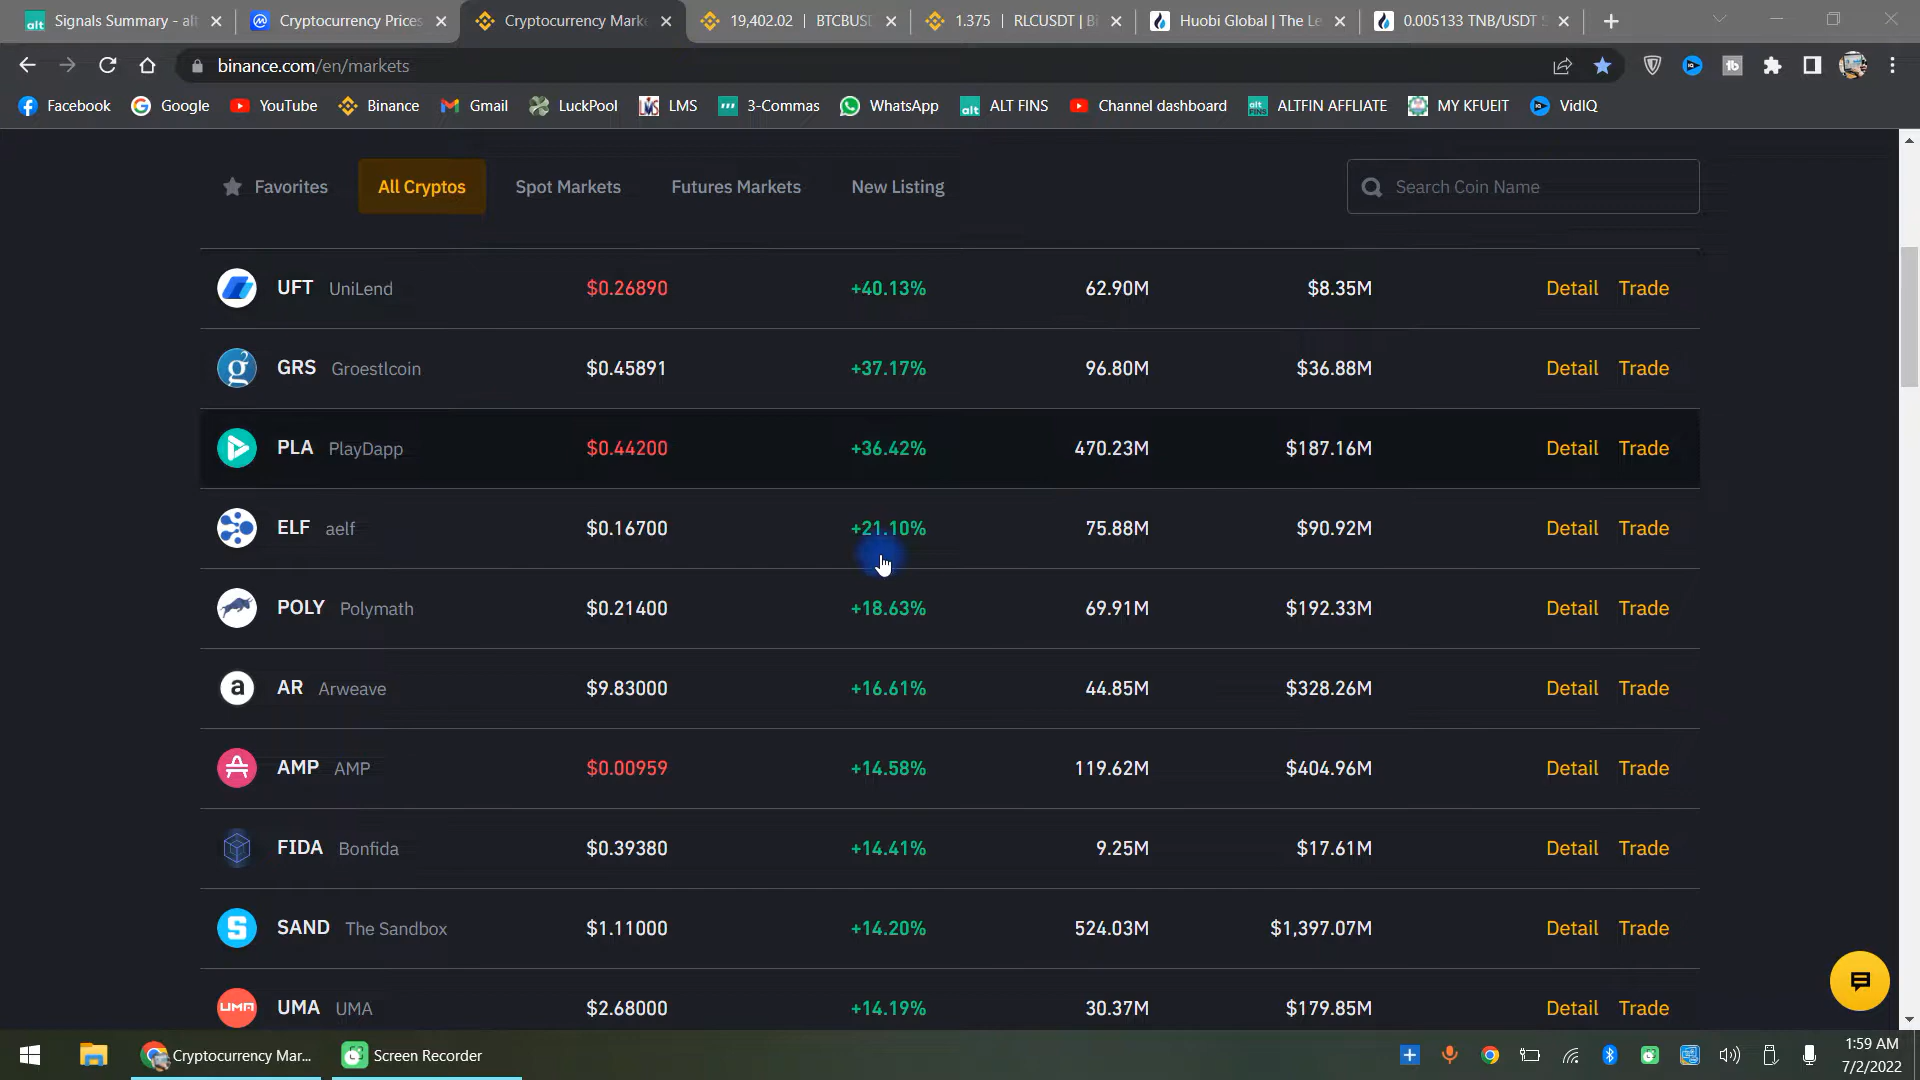 Signals Summary - alt
Cryptocurrency Prices
Cryptocurrency Mark
19,402.02 | BTCBUS
1.375 | RLCUSDT | Bi
Huobi Global | The Le
0.005133 TNB/USDT S
binance.com/en/markets
Facebook Google YouTube Binance Gmail LuckPool LMS 3-Commas WhatsApp ALT FINS Channel dashboard ALTFIN AFFLIATE MY KFUEIT VidIQ
Favorites All Cryptos Spot Markets Futures Markets New Listing Search Coin Name
UFT UniLend $0.26890 +40.13% 62.90M $8.35M Detail Trade
GRS Groestlcoin $0.45891 +37.17% 96.80M $36.88M Detail Trade
PLA PlayDapp $0.44200 +36.42% 470.23M $187.16M Detail Trade
ELF aelf $0.16700 +21.10% 75.88M $90.92M Detail Trade
POLY Polymath $0.21400 +18.63% 69.91M $192.33M Detail Trade
AR Arweave $9.83000 +16.61% 44.85M $328.26M Detail Trade
AMP AMP $0.00959 +14.58% 119.62M $404.96M Detail Trade
FIDA Bonfida $0.39380 +14.41% 9.25M $17.61M Detail Trade
SAND The Sandbox $1.11000 +14.20% 524.03M $1,397.07M Detail Trade
UMA UMA $2.68000 +14.19% 30.37M $179.85M Detail Trade
Cryptocurrency Mar... Screen Recorder
1:59 AM
7/2/2022